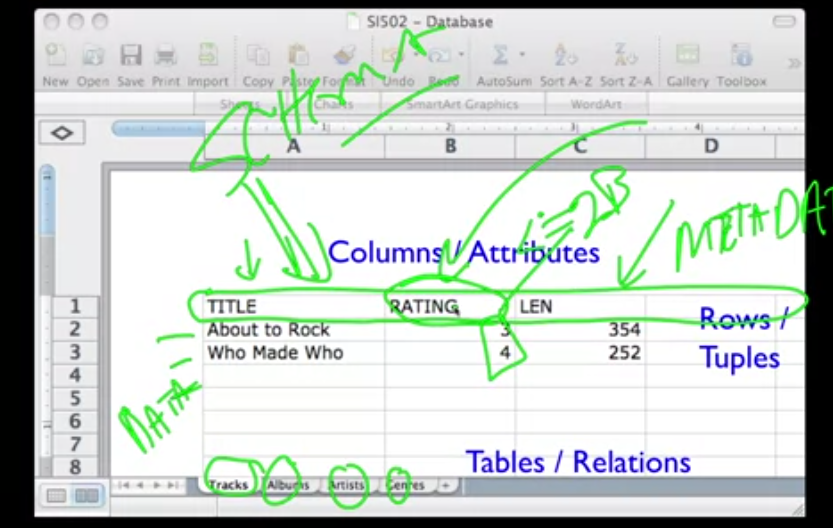 SI502 – Database
New Open Save Print Import Copy Paste Format Undo Redo AutoSum Sort A-Z Sort Z-A Gallery Toolbox
Sheets Charts SmartArt Graphics WordArt
SCHEMA
A B C D
METADAT
Columns / Attributes
1 TITLE RATING LEN
2 About to Rock 3 354
3 Who Made Who 4 252
Rows /
Tuples
4
5
6
7
8
DATA
Tables / Relations
Tracks Albums Artists Genres +